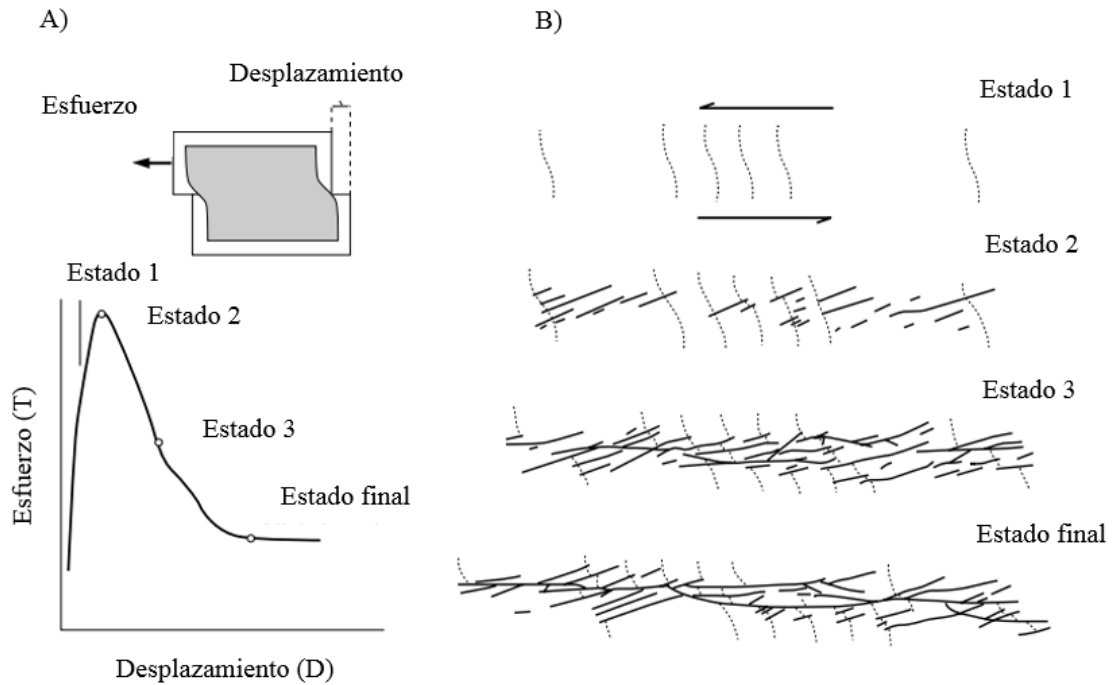 A)
Desplazamiento
Esfuerzo
Estado 1
Estado 2
Estado 3
Estado final
Esfuerzo (T)
Desplazamiento (D)
B)
Estado 1
Estado 2
Estado 3
Estado final